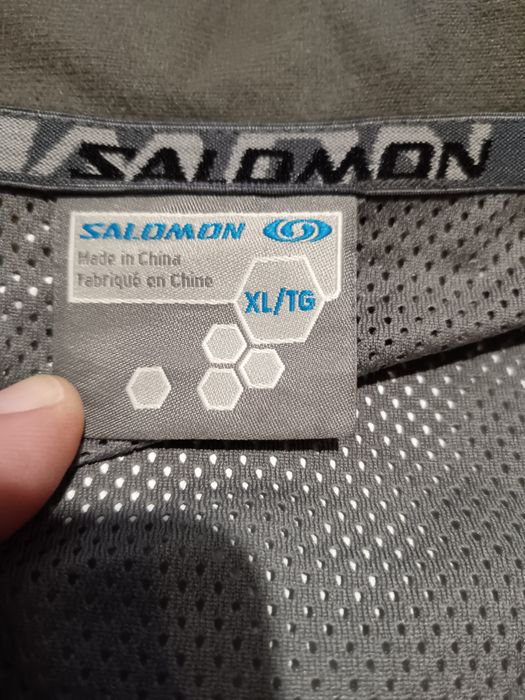 SALOMON
SALOMON
Made in China
Fabriqué en Chine
XL/TG